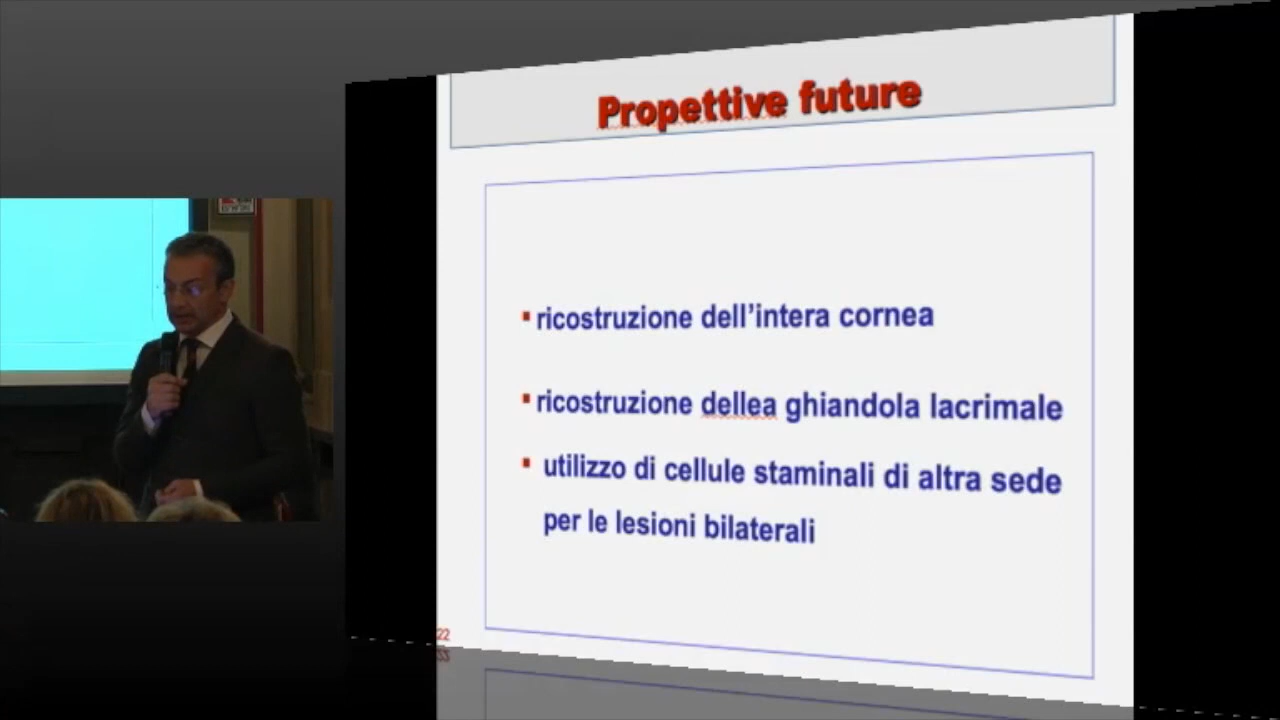 Propettive future
▪ricostruzione dell’intera cornea
▪ricostruzione dellea ghiandola lacrimale
▪ utilizzo di cellule staminali di altra sede
per le lesioni bilaterali
22